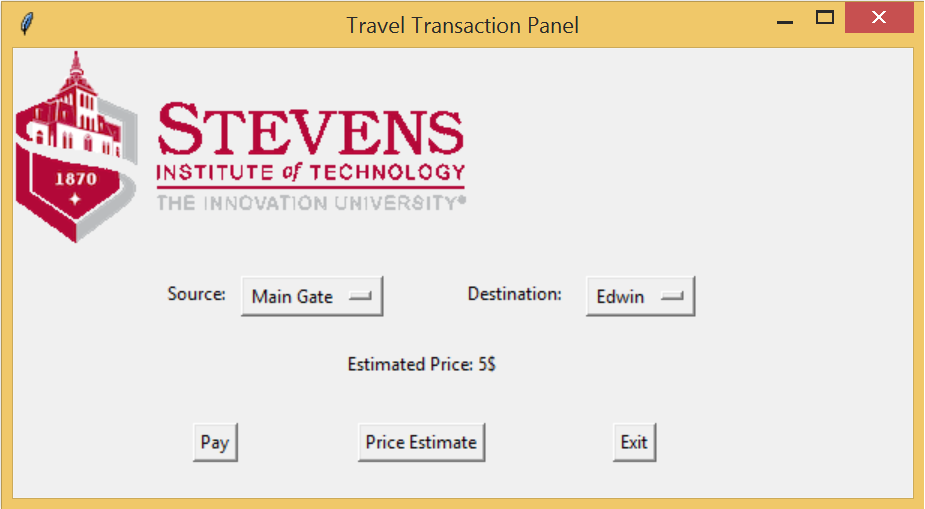 Travel Transaction Panel
STEVENS
INSTITUTE of TECHNOLOGY
1870
THE INNOVATION UNIVERSITY®
Source: Main Gate Destination: Edwin
Estimated Price: 5$
Pay Price Estimate Exit